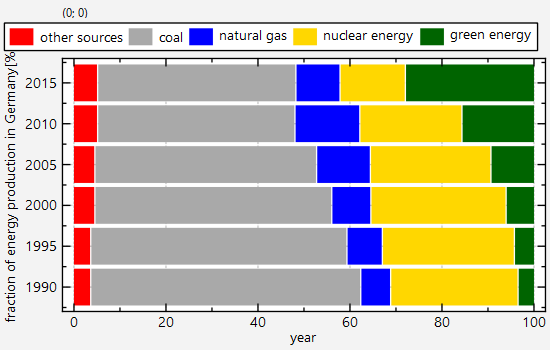 (0; 0)
other sources
coal
natural gas
nuclear energy
green energy
fraction of energy production in Germany[%
2015
2010
2005
2000
1995
1990
0
20
40
60
80
100
year